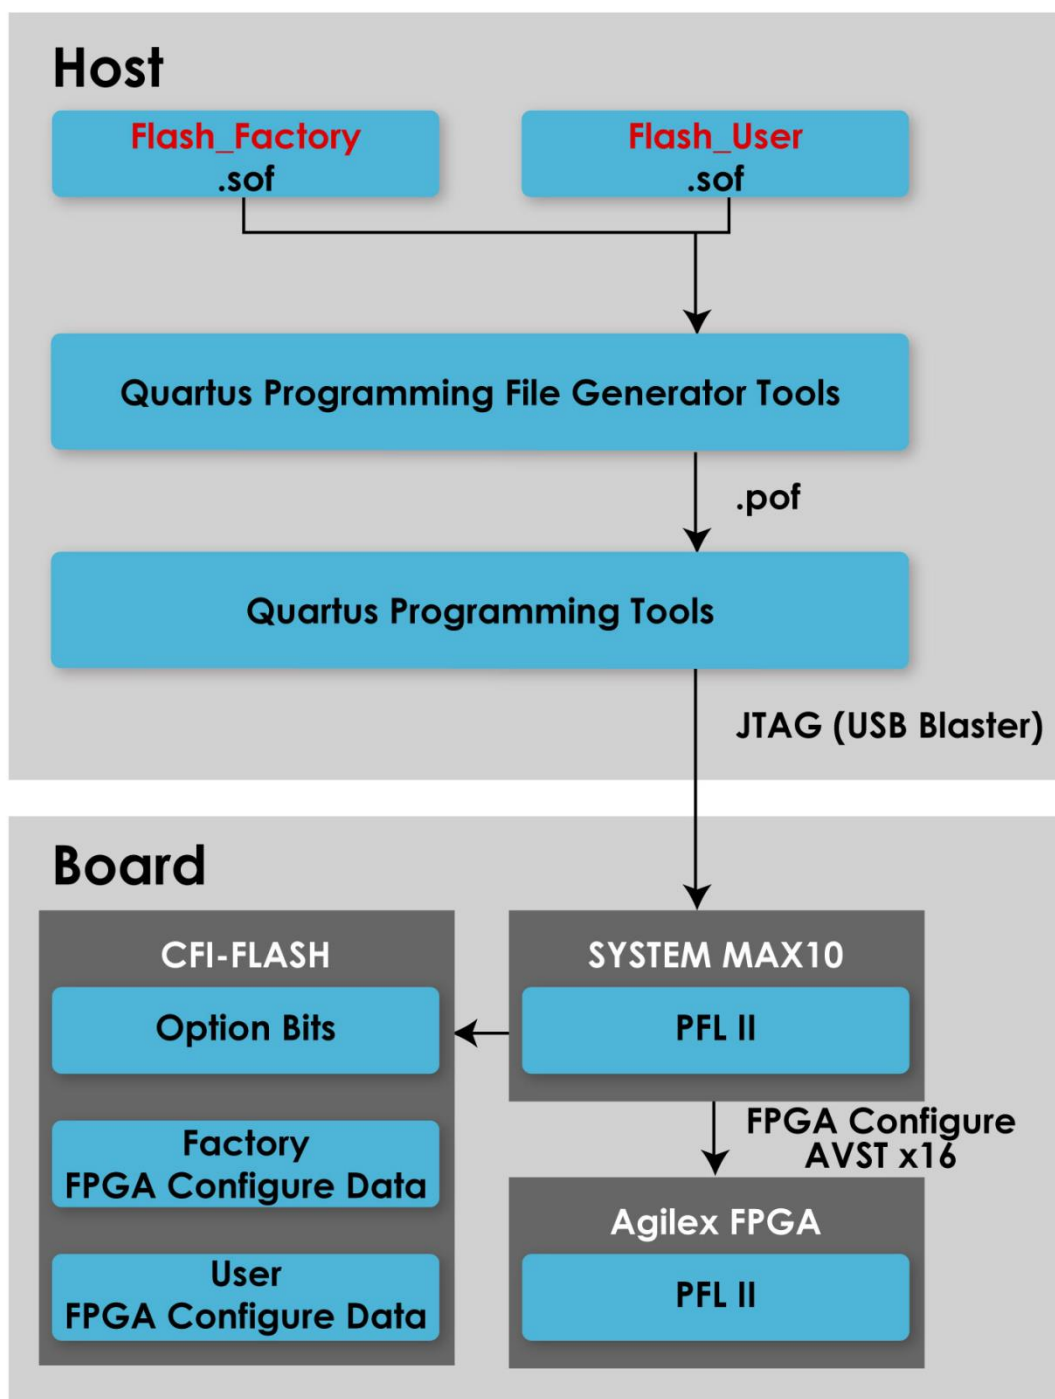 Host
Flash_Factory
.sof
Flash_User
.sof
Quartus Programming File Generator Tools
.pof
Quartus Programming Tools
JTAG (USB Blaster)
Board
CFI-FLASH
Option Bits
Factory
FPGA Configure Data
User
FPGA Configure Data
SYSTEM MAX10
PFL II
FPGA Configure
AVST x16
Agilex FPGA
PFL II